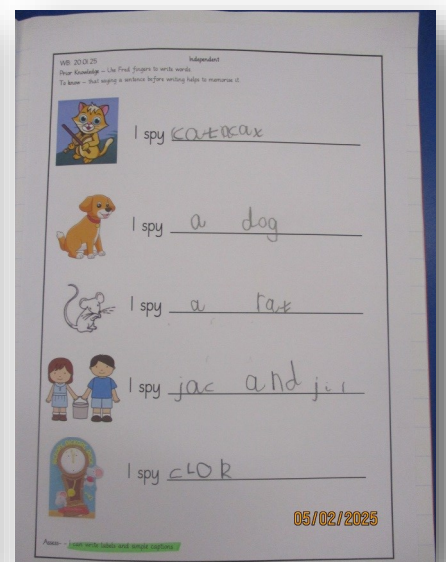 WB 20.01.25
Independent
Prior Knowledge – Use Fred fingers to write words
To know – that saying a sentence before writing helps to memorise it.
I spy
I spy a dog
I spy a rat
I spy jac and jil
I spy cLOk
05/02/2025
I can write labels and simple captions.